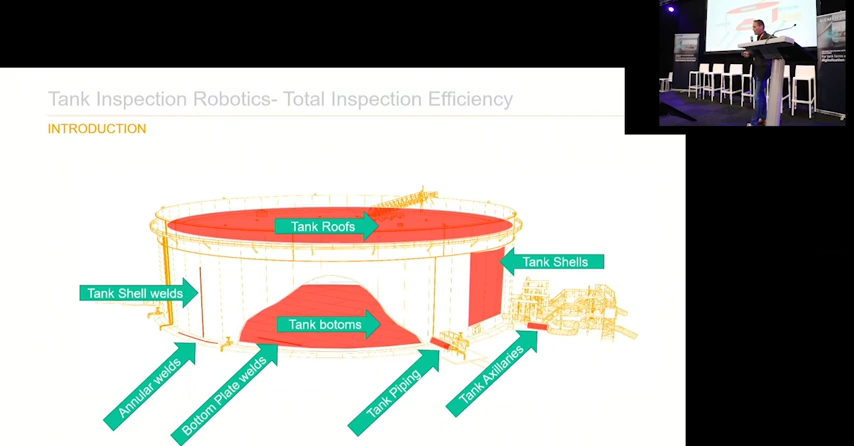 Tank Inspection Robotics- Total Inspection Efficiency
INTRODUCTION
Tank Roofs
Tank Shells
Tank Shell welds
Tank botoms
Annular welds
Bottom Plate welds
Tank Piping
Tank Axillaries